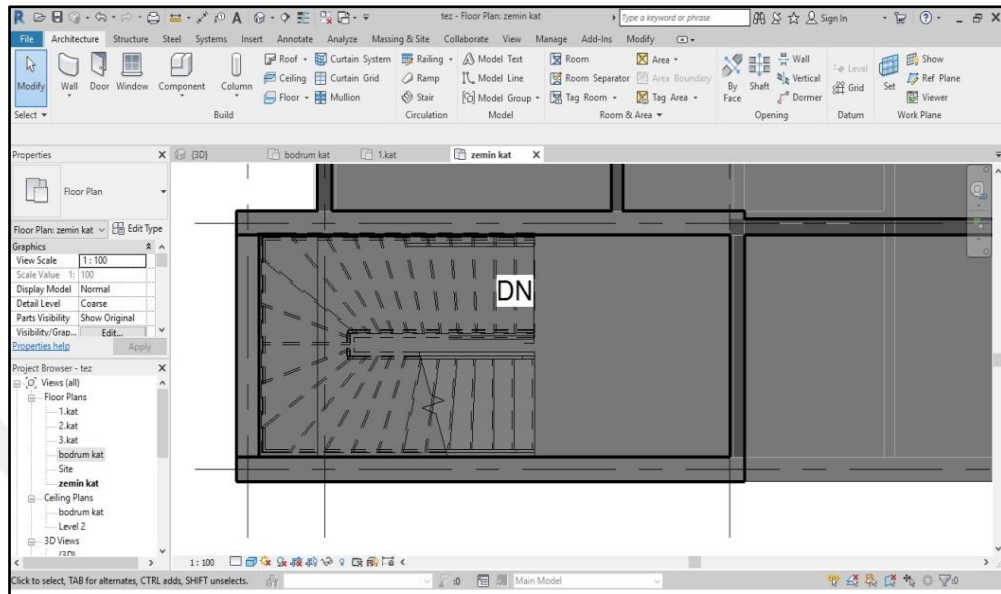 tez - Floor Plan: zemin kat
Type a keyword or phrase
Sign In
File Architecture Structure Steel Systems Insert Annotate Analyze Massing & Site Collaborate View Manage Add-Ins Modify
Modify
Wall
Door
Window
Component
Column
Roof
Ceiling
Floor
Curtain System
Curtain Grid
Mullion
Railing
Ramp
Stair
Model Text
Model Line
Model Group
Room
Room Separator
Tag Room
Area
Area Boundary
Tag Area
By Face
Shaft
Wall
Vertical
Dormer
Level
Grid
Set
Show
Ref Plane
Viewer
Select
Build
Circulation
Model
Room & Area
Opening
Datum
Work Plane
Properties
{3D}
bodrum kat
1.kat
zemin kat
Floor Plan
Floor Plan: zemin kat
Edit Type
Graphics
View Scale 1 : 100
Scale Value 1: 100
Display Model Normal
Detail Level Coarse
Parts Visibility Show Original
Visibility/Grap... Edit...
Properties help
Apply
Project Browser - tez
Views (all)
Floor Plans
1.kat
2.kat
3.kat
bodrum kat
Site
zemin kat
Ceiling Plans
bodrum kat
Level 2
3D Views
DN
1 : 100
Click to select, TAB for alternates, CTRL adds, SHIFT unselects.
:0
Main Model
:0